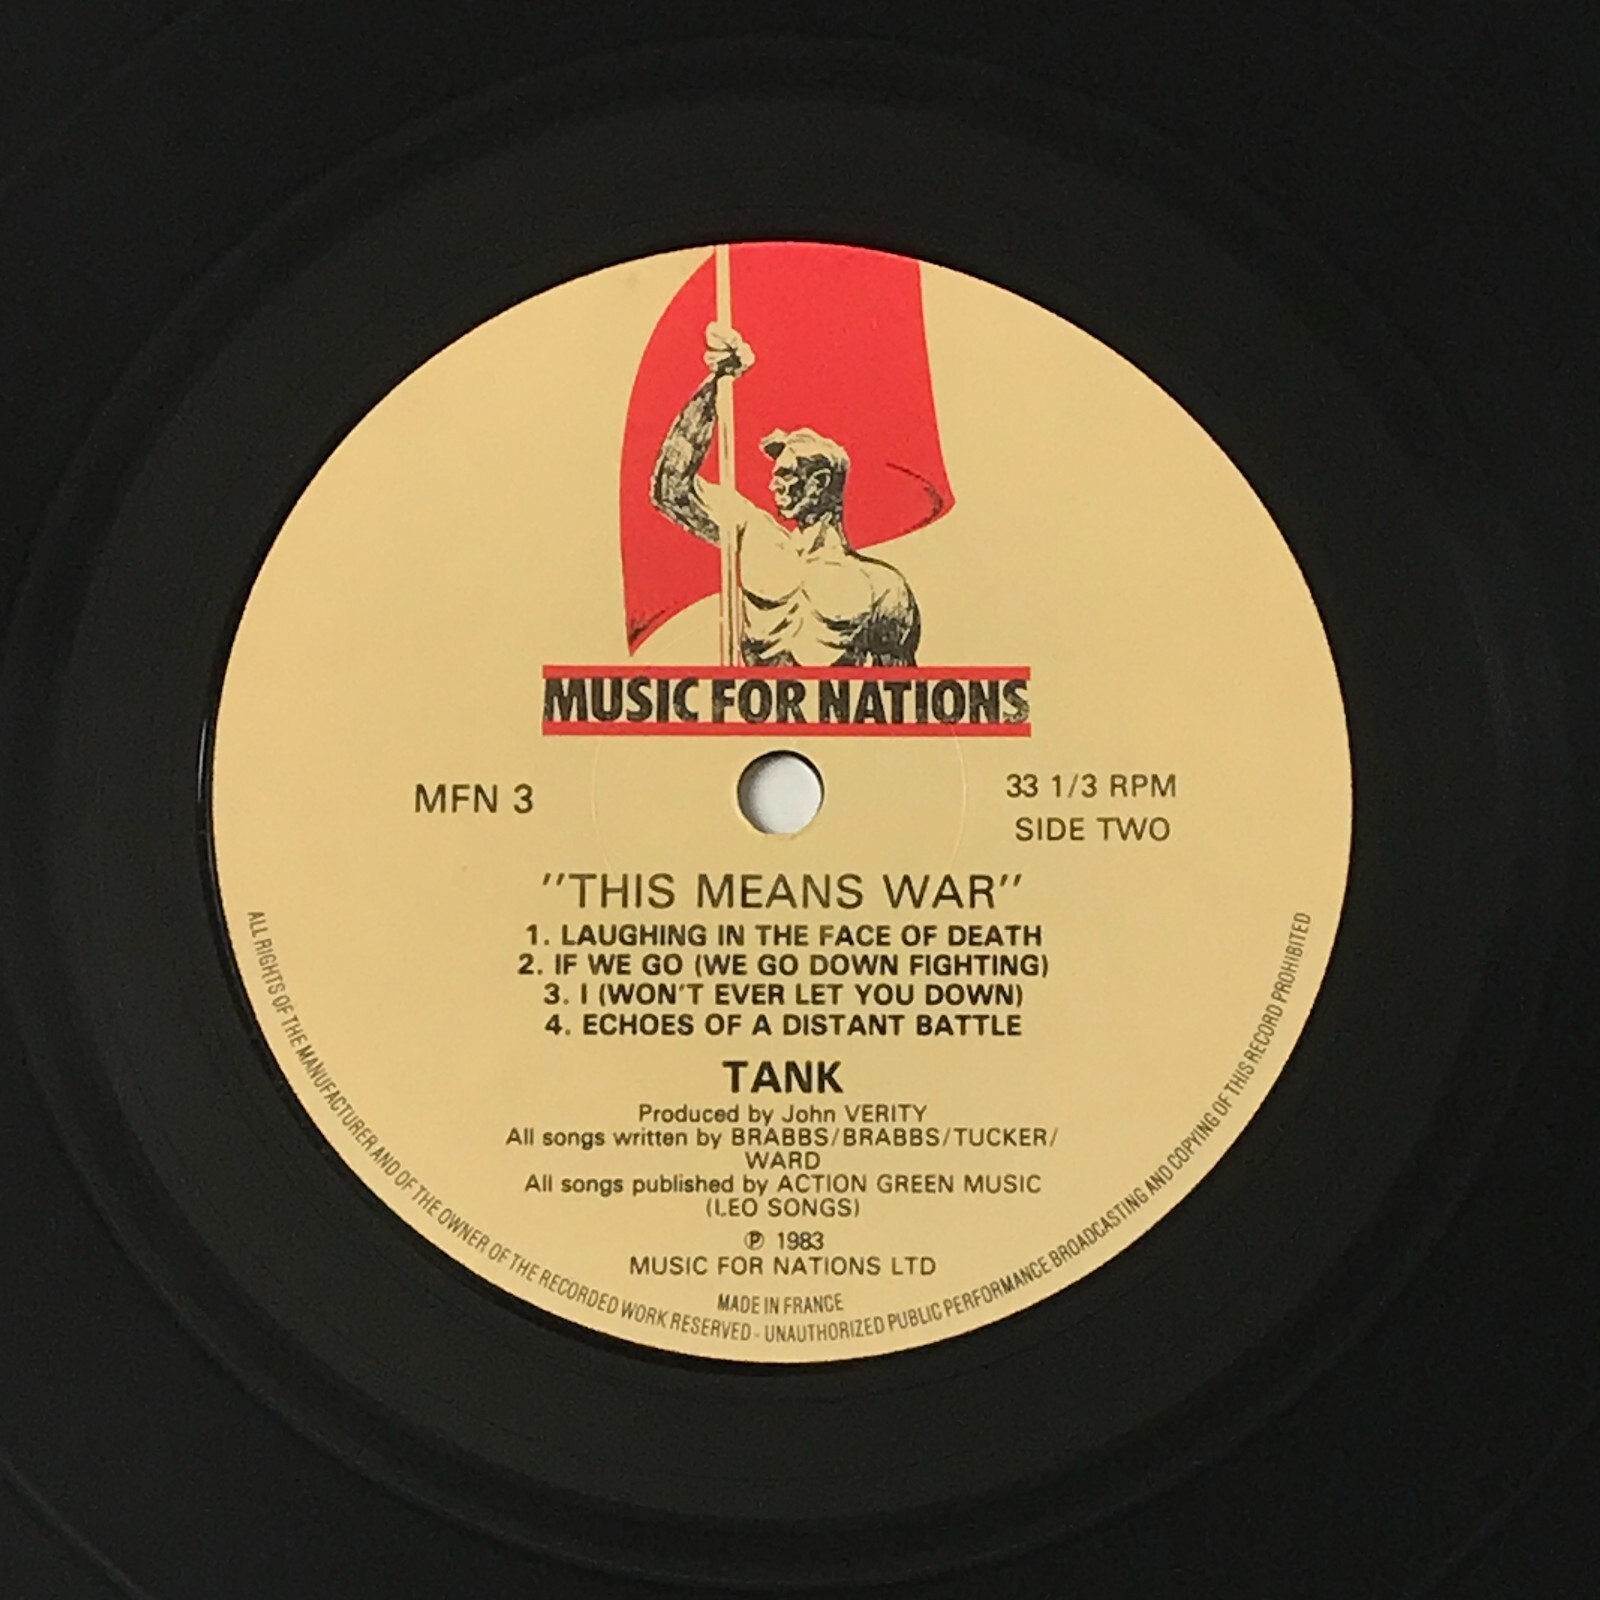 MUSIC FOR NATIONS
MFN 3
33 1/3 RPM
SIDE TWO
"THIS MEANS WAR"
1. LAUGHING IN THE FACE OF DEATH
2. IF WE GO (WE GO DOWN FIGHTING)
3. I (WON'T EVER LET YOU DOWN)
4. ECHOES OF A DISTANT BATTLE
TANK
Produced by John VERITY
All songs written by BRABBS/BRABBS/TUCKER/
WARD
All songs published by ACTION GREEN MUSIC
(LEO SONGS)
℗ 1983
MUSIC FOR NATIONS LTD
MADE IN FRANCE
ALL RIGHTS OF THE MANUFACTURER AND OF THE OWNER OF THE RECORDED WORK RESERVED - UNAUTHORIZED PUBLIC PERFORMANCE BROADCASTING AND COPYING OF THIS RECORD PROHIBITED